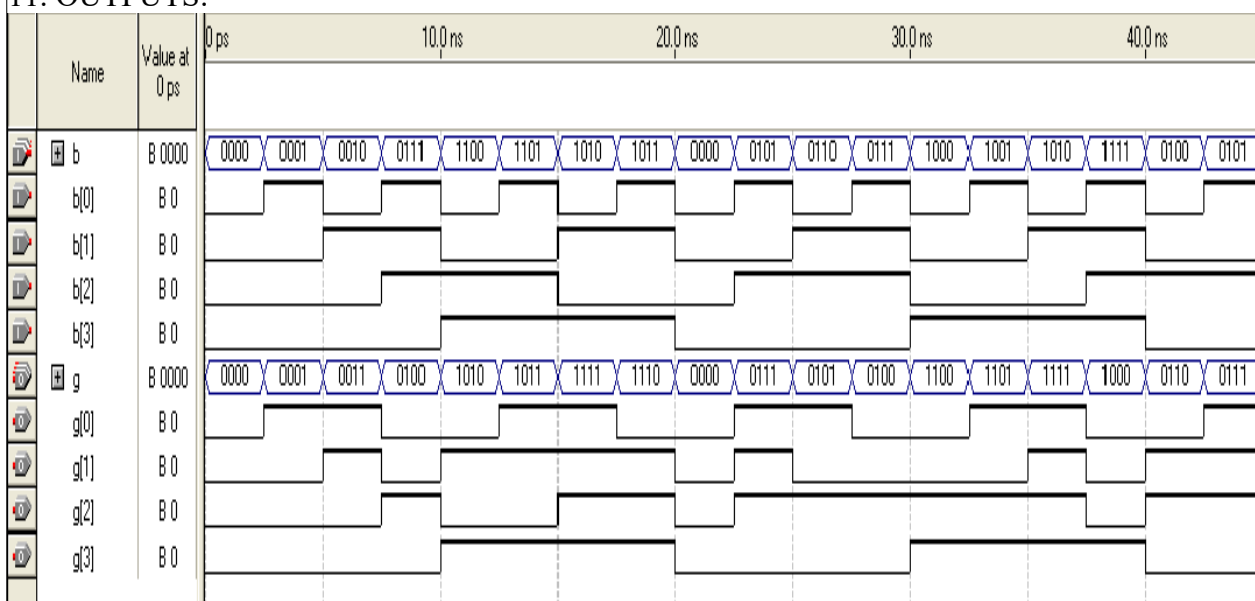 11. OUTPUTS:
Name Value at 0 ps 0 ps 10.0 ns 20.0 ns 30.0 ns 40.0 ns
b B 0000 0000 0001 0010 0111 1100 1101 1010 1011 0000 0101 0110 0111 1000 1001 1010 1111 0100 0101
b[0] B 0
b[1] B 0
b[2] B 0
b[3] B 0
g B 0000 0000 0001 0011 0100 1010 1011 1111 1110 0000 0111 0101 0100 1100 1101 1111 1000 0110 0111
g[0] B 0
g[1] B 0
g[2] B 0
g[3] B 0